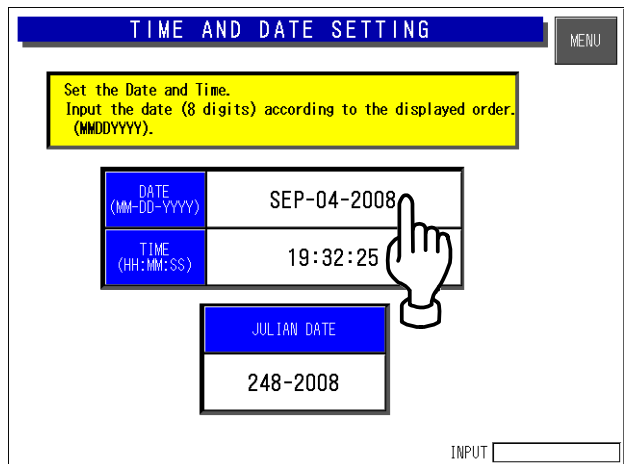 TIME AND DATE SETTING
MENU
Set the Date and Time.
Input the date (8 digits) according to the displayed order.
(MMDDYYYY).
DATE
(MM-DD-YYYY)
SEP-04-2008
TIME
(HH:MM:SS)
19:32:25
JULIAN DATE
248-2008
INPUT